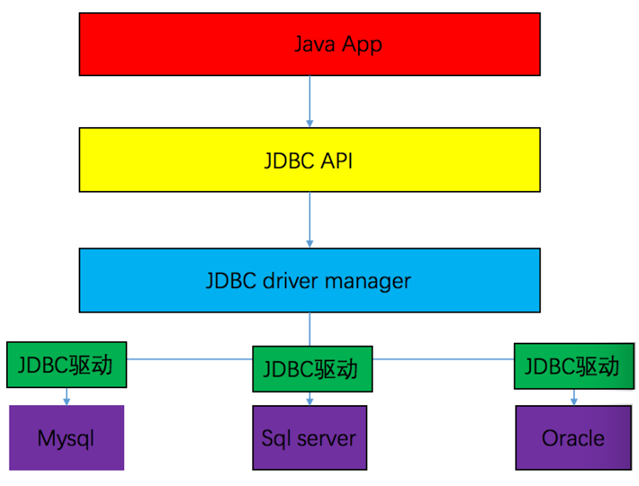 Java App
JDBC API
JDBC driver manager
JDBC驱动
JDBC驱动
JDBC驱动
Mysql
Sql server
Oracle